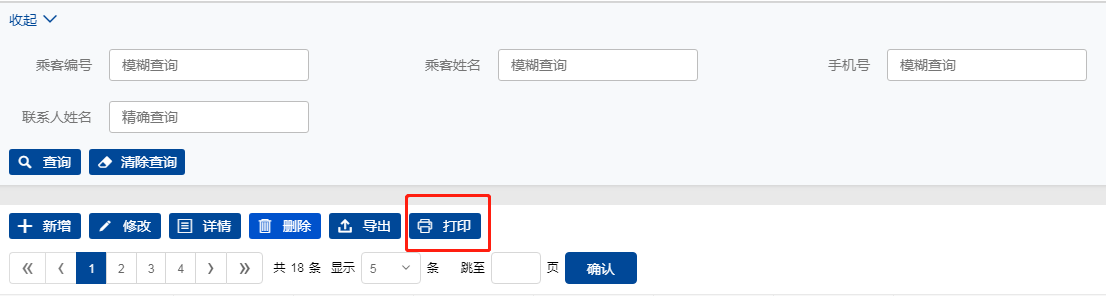 收起
乘客编号 模糊查询 乘客姓名 模糊查询 手机号 模糊查询
联系人姓名 精确查询
查询 清除查询
新增 修改 详情 删除 导出 打印
1 2 3 4 共 18 条 显示 5 条 跳至 页 确认